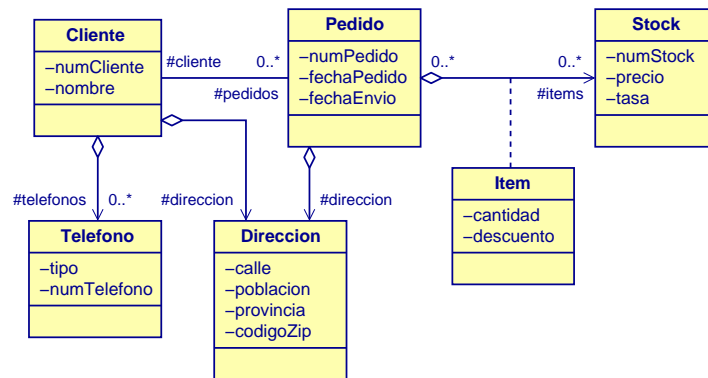 Cliente
–numCliente
–nombre
#cliente
0..*
#pedidos
Pedido
–numPedido
–fechaPedido
–fechaEnvio
0..*
0..*
#items
Stock
–numStock
–precio
–tasa
#telefonos
0..*
#direccion
#direccion
Item
–cantidad
–descuento
Telefono
–tipo
–numTelefono
Direccion
–calle
–poblacion
–provincia
–codigoZip